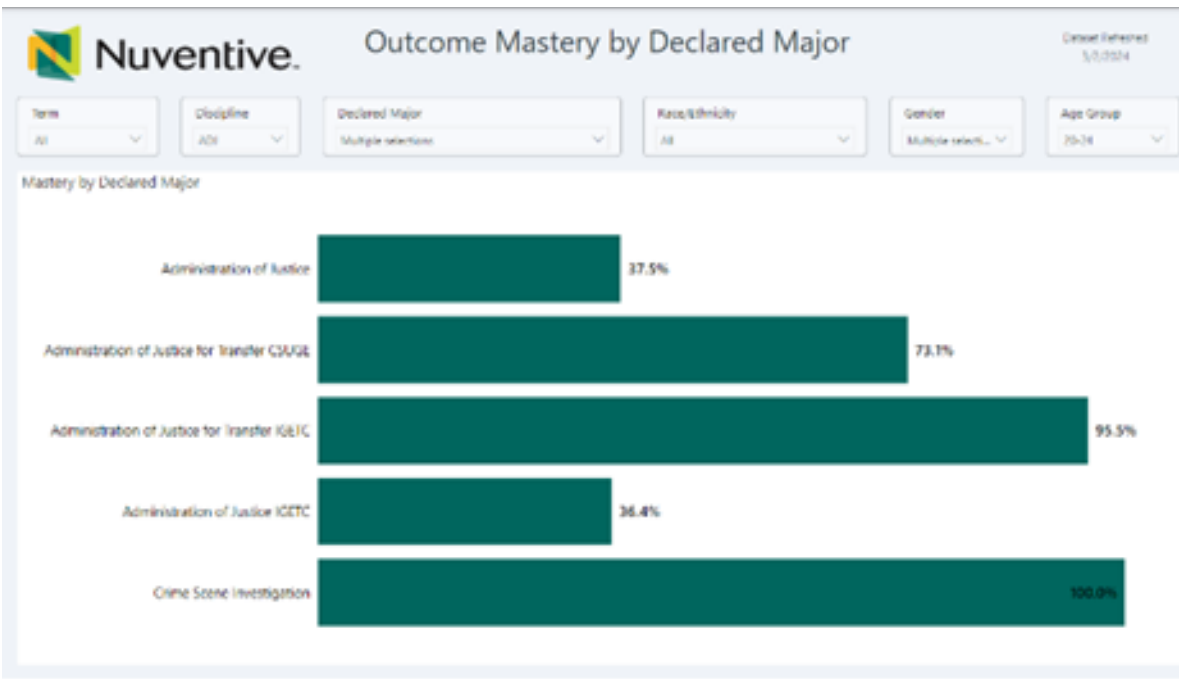 Nuventive.
Outcome Mastery by Declared Major
Dataset Refreshed
Term
All
Discipline
ADJ
Declared Major
Multiple selections
Race/Ethnicity
All
Gender
Multiple selecti...
Age Group
20-24
Mastery by Declared Major
Administration of Justice
37.5%
Administration of Justice for Transfer CSUGE
73.1%
Administration of Justice for Transfer IGETC
95.5%
Administration of Justice IGETC
36.4%
Crime Scene Investigation
100.0%